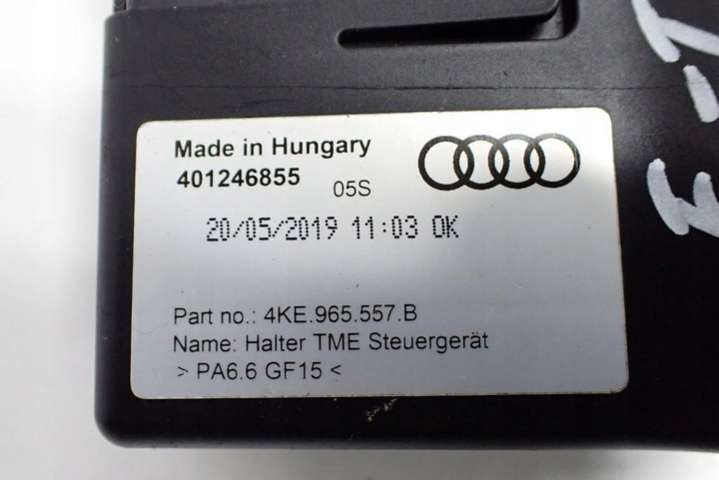 Made in Hungary
401246855 05S
20/05/2019 11:03 OK
Part no.: 4KE.965.557.B
Name: Halter TME Steuergerät
> PA6.6 GF15 <